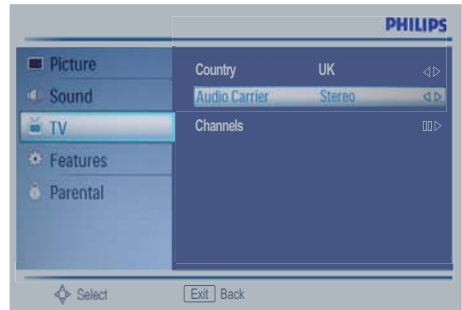 PHILIPS
Picture
Sound
TV
Features
Parental
Country UK
Audio Carrier Stereo
Channels
Select Exit Back